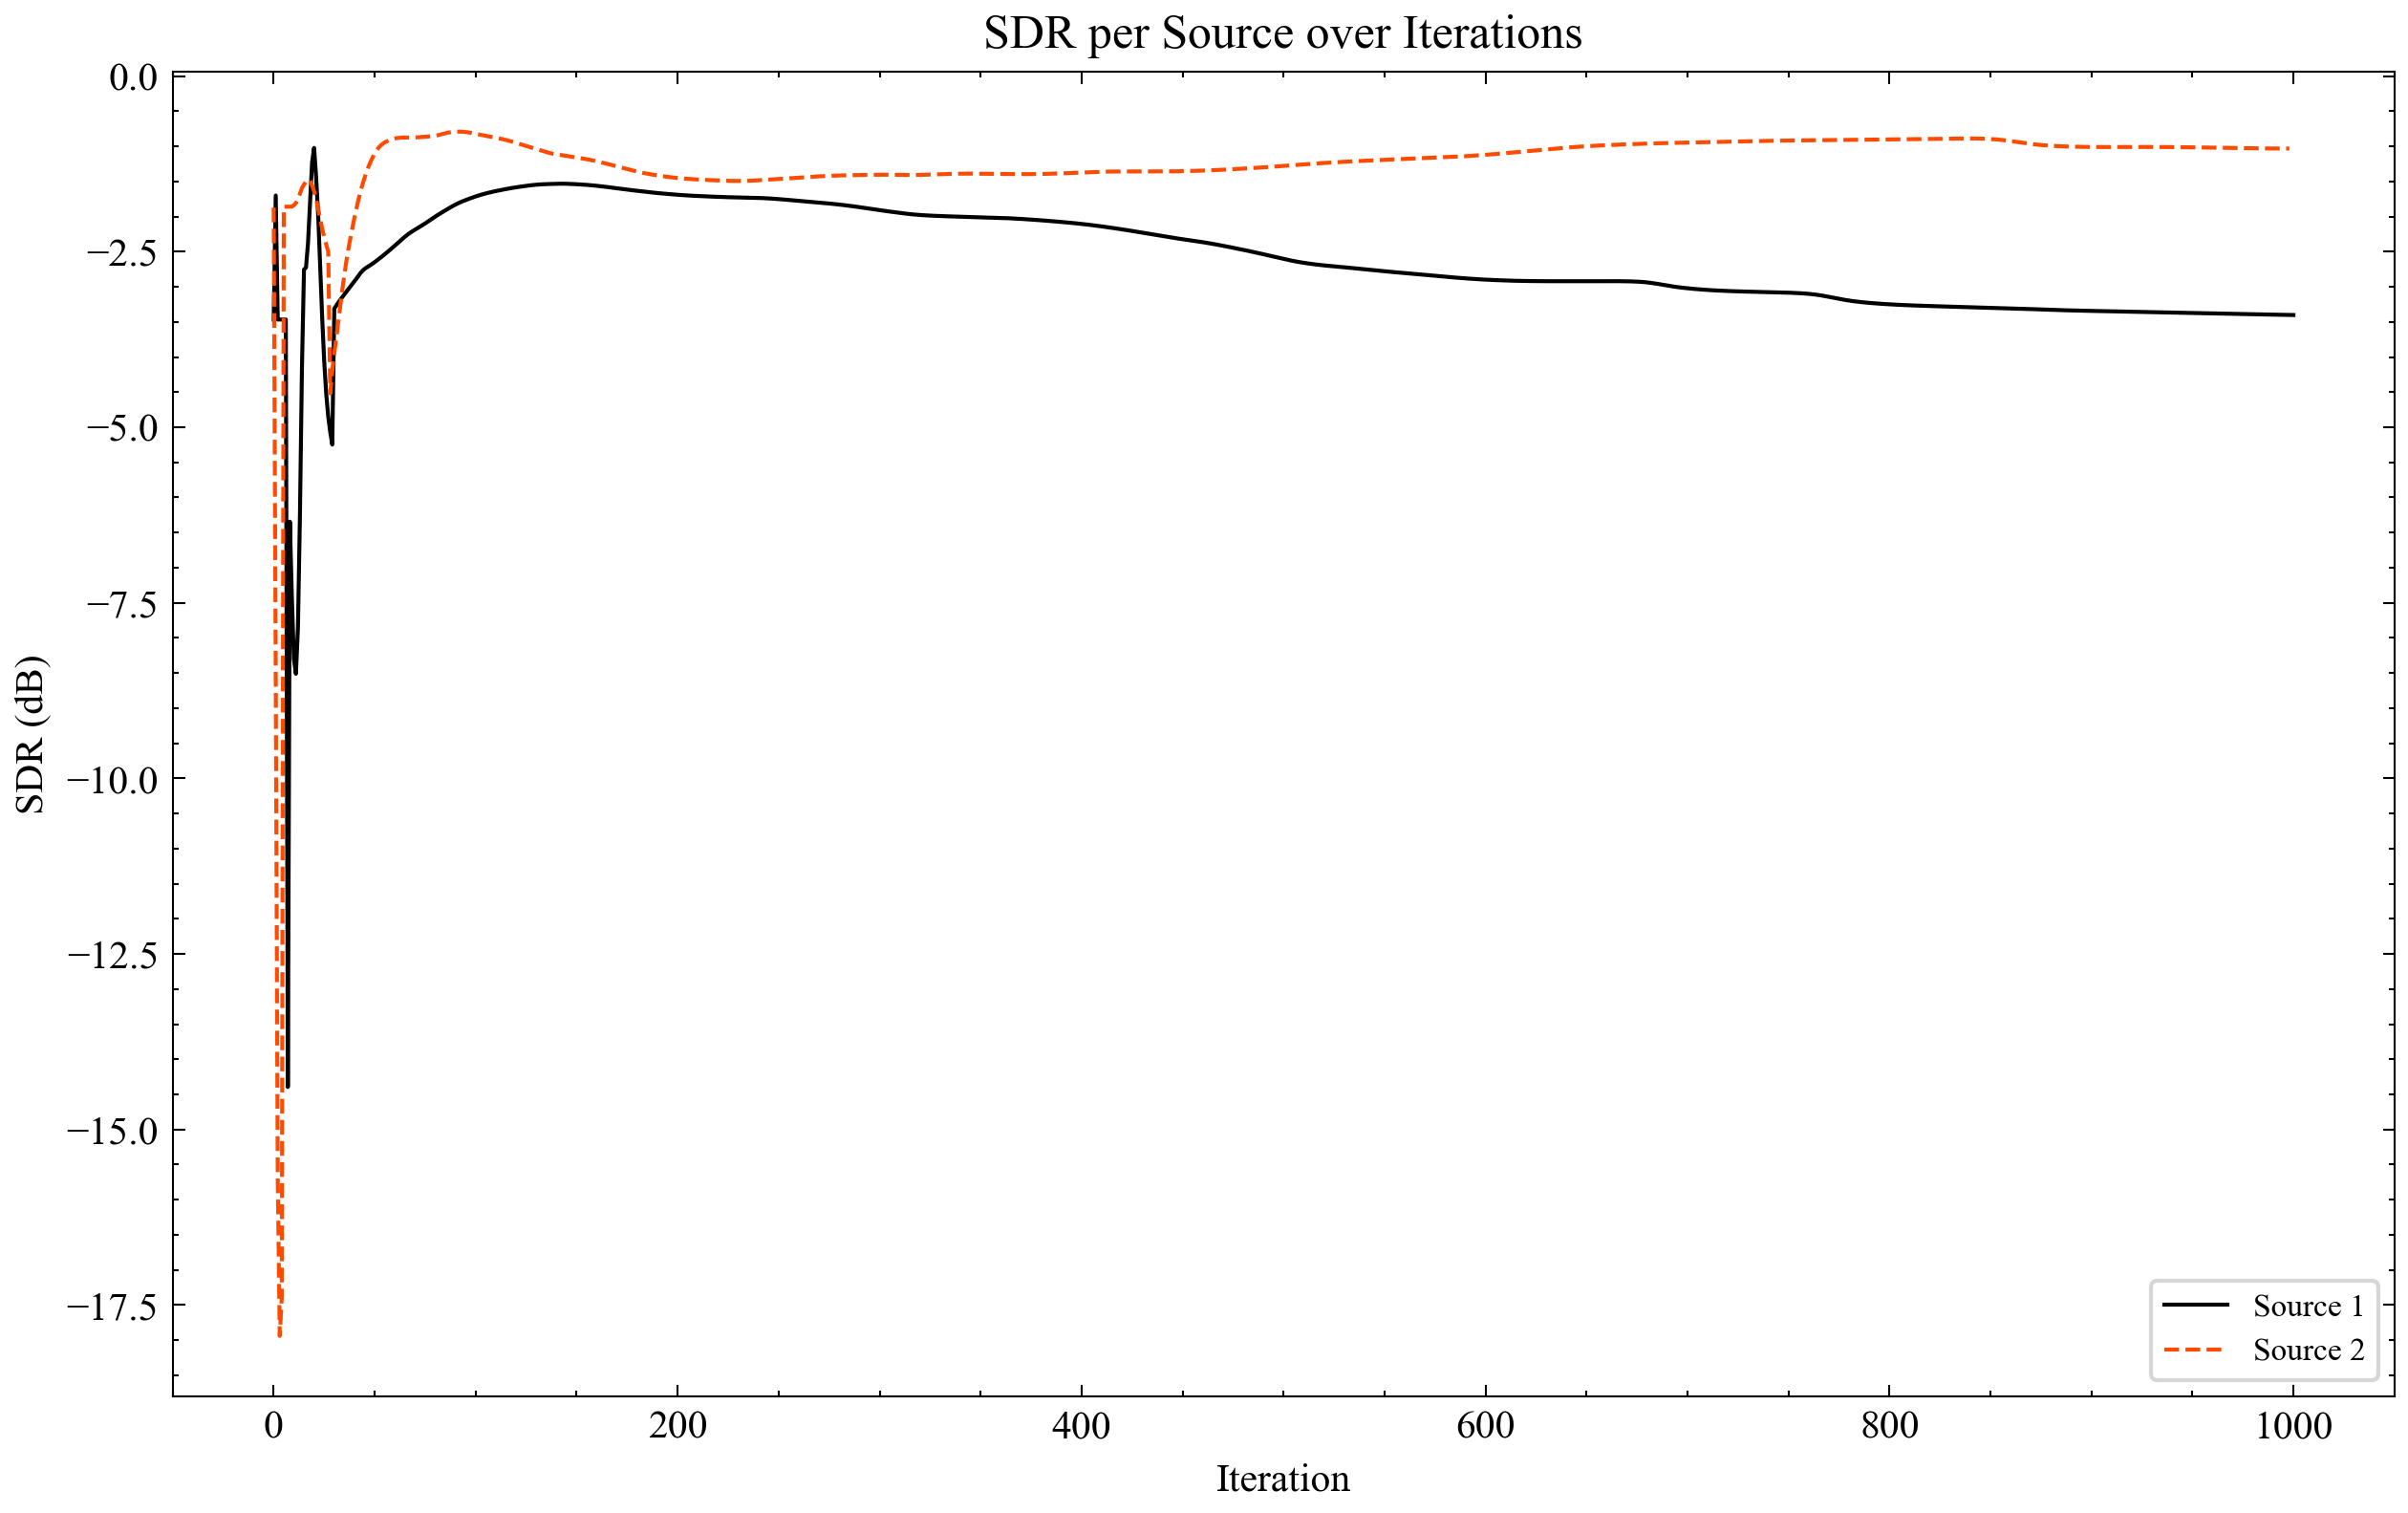 SDR per Source over Iterations
SDR (dB)
0.0
−2.5
−5.0
−7.5
−10.0
−12.5
−15.0
−17.5
Source 1
Source 2
0 200 400 600 800 1000
Iteration